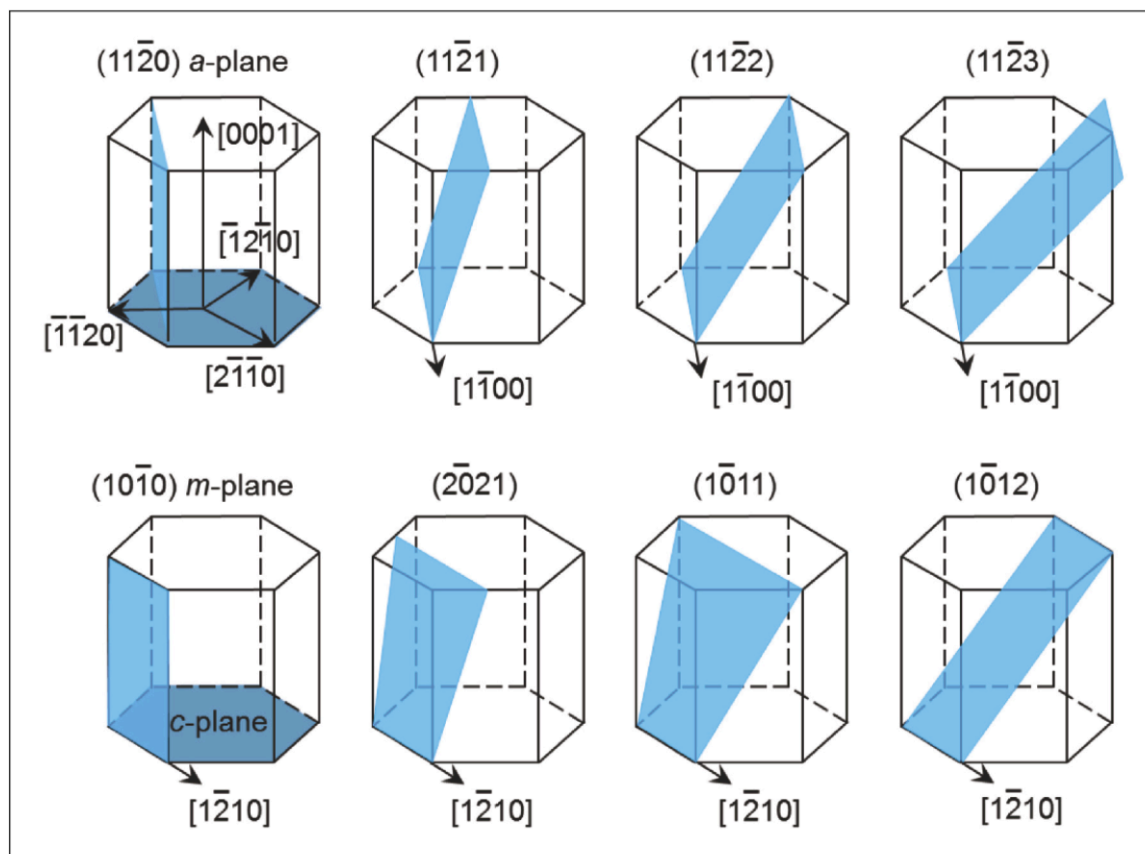 (112̄0) a-plane (112̄1) (112̄2) (112̄3)
[0001]
[1̄21̄0]
[1̄1̄20]
[21̄1̄0] [11̄00] [11̄00] [11̄00]
(101̄0) m-plane (2̄021) (1̄011) (1̄012)
c-plane
[12̄10] [12̄10] [12̄10] [12̄10]